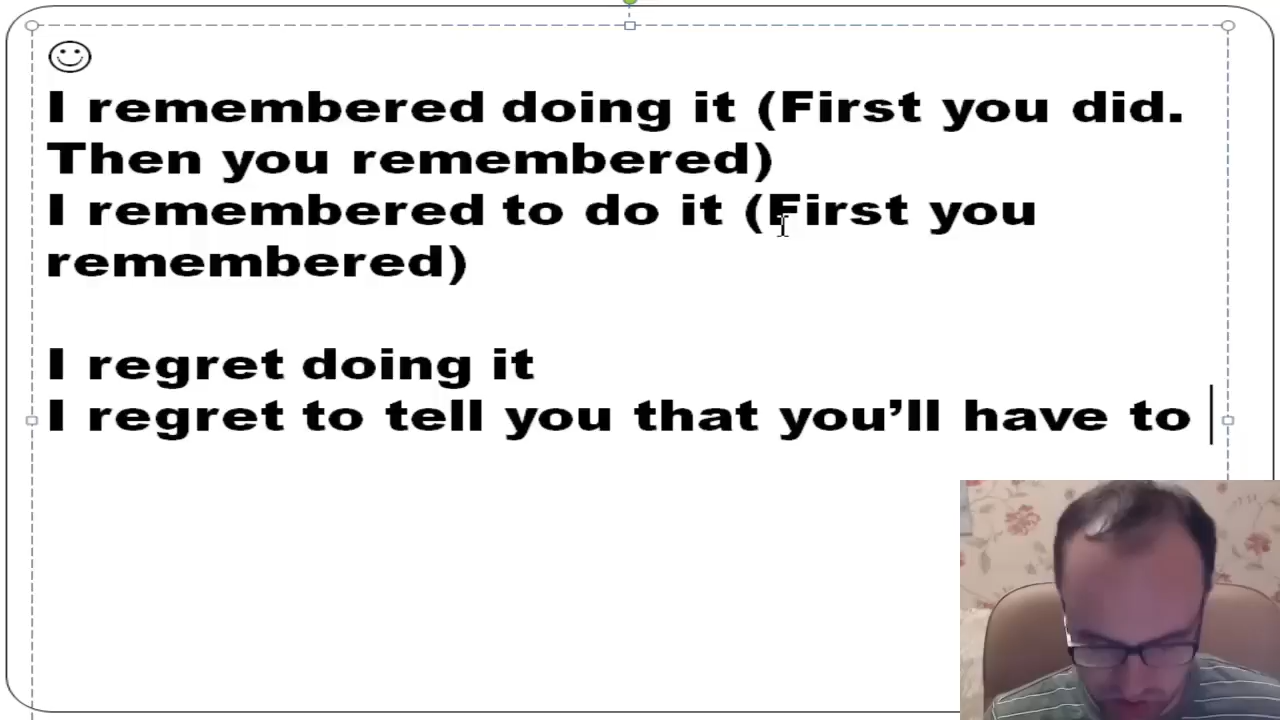 I remembered doing it (First you did.
Then you remembered)
I remembered to do it (First you
remembered)
I regret doing it
I regret to tell you that you’ll have to